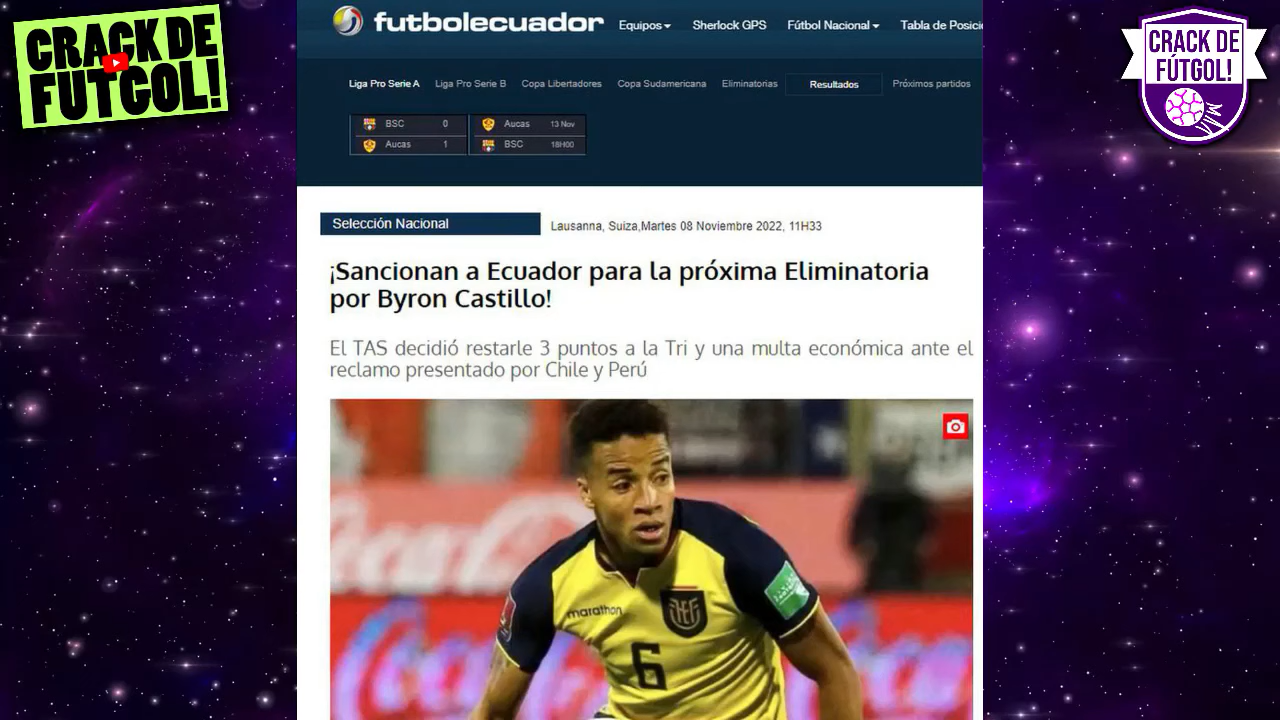 CRACK DE
FUTGOL!
futbolecuador
Equipos
Sherlock GPS
Fútbol Nacional
Tabla de Posici
CRACK DE
FÚTGOL!
Liga Pro Serie A
Liga Pro Serie B
Copa Libertadores
Copa Sudamericana
Eliminatorias
Resultados
Próximos partidos
BSC 0
Aucas 1
Aucas 13 Nov
BSC 18H00
Selección Nacional
Lausanna, Suiza,Martes 08 Noviembre 2022, 11H33
¡Sancionan a Ecuador para la próxima Eliminatoria
por Byron Castillo!
El TAS decidió restarle 3 puntos a la Tri y una multa económica ante el
reclamo presentado por Chile y Perú
marathon
6